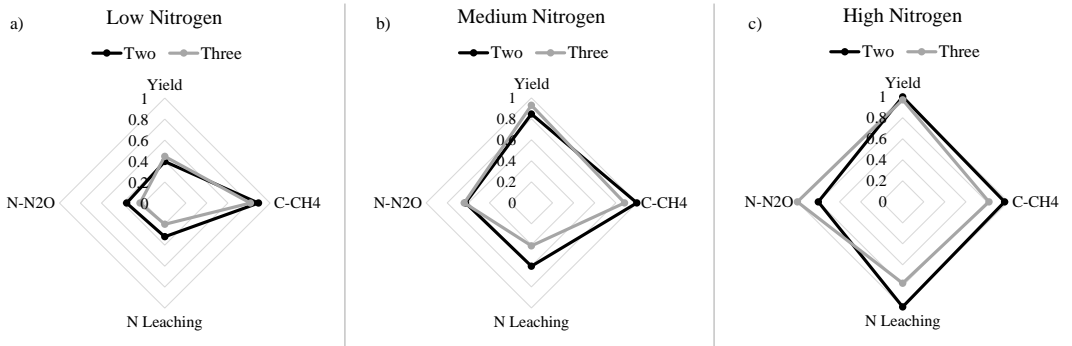 a)
Low Nitrogen
Two Three
Yield
1
0.8
0.6
0.4
0.2
0
N-N2O
C-CH4
N Leaching
b)
Medium Nitrogen
Two Three
Yield
1
0.8
0.6
0.4
0.2
0
N-N2O
C-CH4
N Leaching
c)
High Nitrogen
Two Three
Yield
1
0.8
0.6
0.4
0.2
0
N-N2O
C-CH4
N Leaching